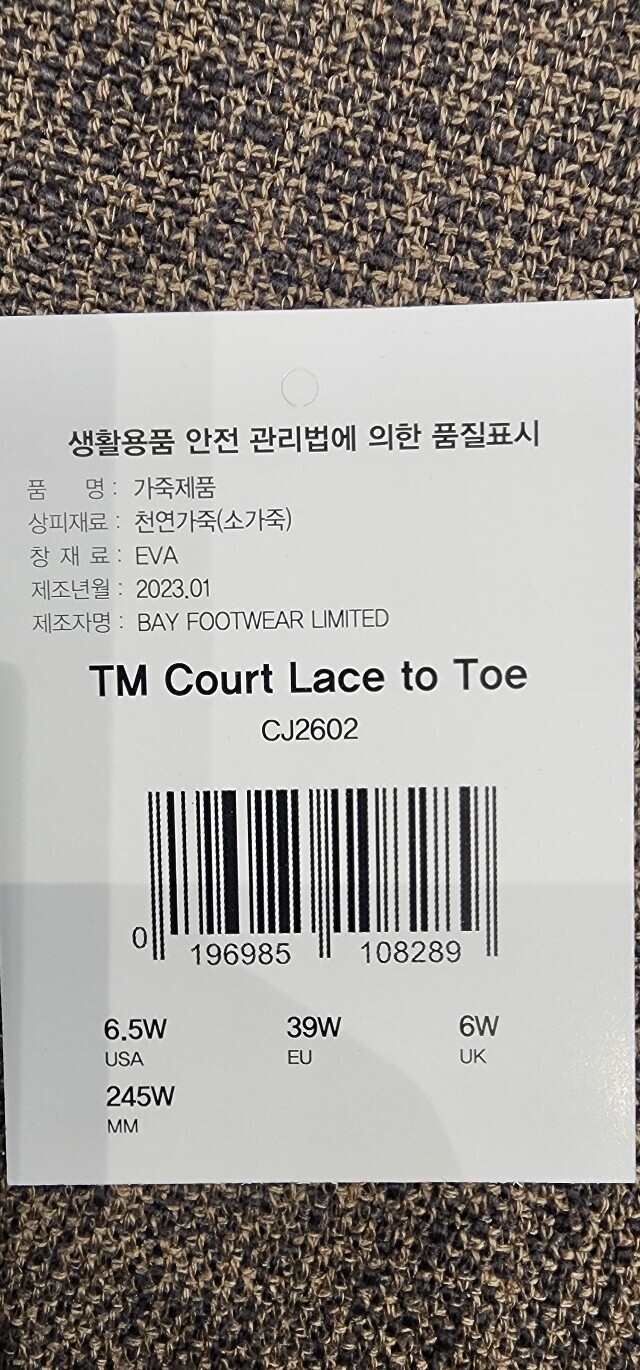 생활용품 안전 관리법에 의한 품질표시
품 명 : 가죽제품
상피재료 : 천연가죽(소가죽)
창 재 료 : EVA
제조년월 : 2023.01
제조자명 : BAY FOOTWEAR LIMITED
TM Court Lace to Toe
CJ2602
0 196985 108289
6.5W 39W 6W
USA EU UK
245W
MM